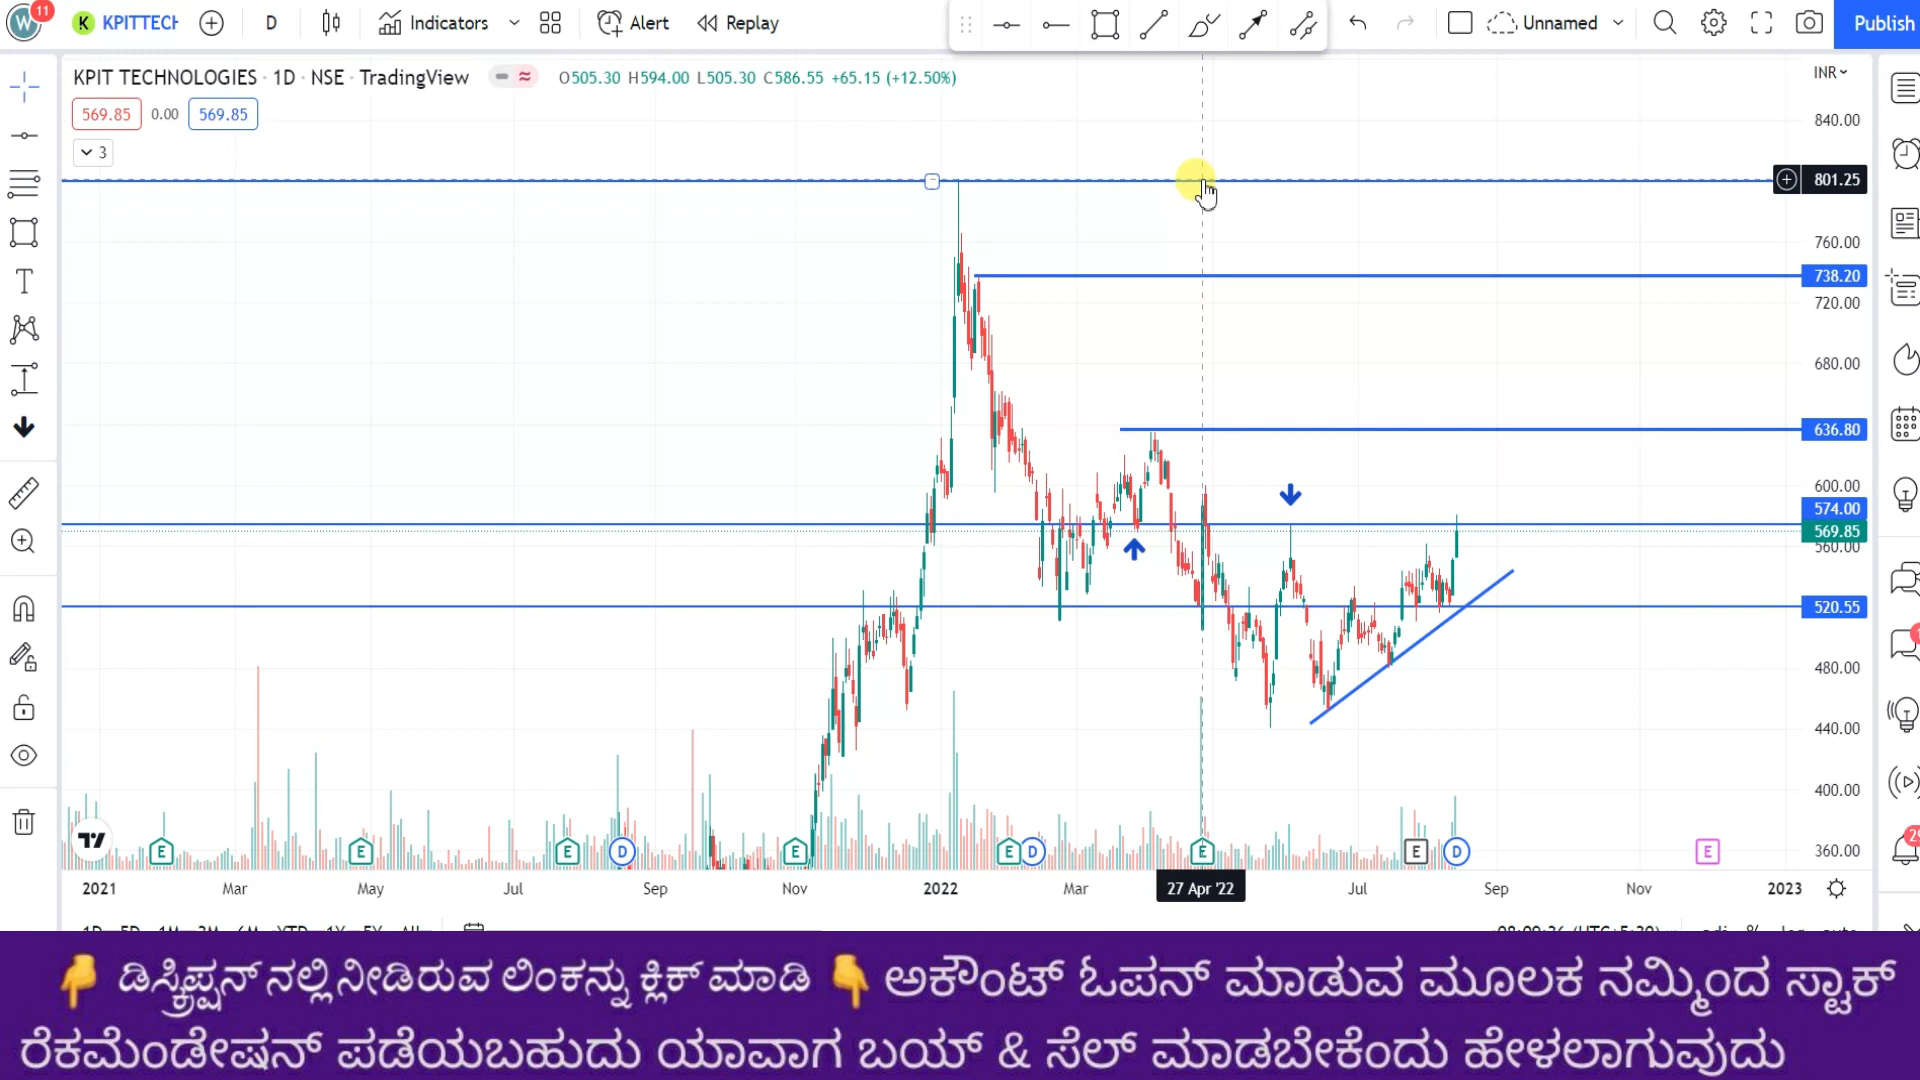 W 11 K KPITTECH D Indicators Alert Replay Unnamed Publish
KPIT TECHNOLOGIES · 1D · NSE · TradingView O505.30 H594.00 L505.30 C586.55 +65.15 (+12.50%) INR
569.85 0.00 569.85
3
840.00
801.25
760.00
738.20
720.00
680.00
636.80
600.00
574.00
569.85
560.00
520.55
480.00
440.00
400.00
E E E D E E D E E D E 360.00
2021 Mar May Jul Sep Nov 2022 Mar 27 Apr '22 Jul Sep Nov 2023
👇 ಡಿಸ್ಕ್ರಿಪ್ಷನ್ ನಲ್ಲಿ ನೀಡಿರುವ ಲಿಂಕನ್ನು ಕ್ಲಿಕ್ ಮಾಡಿ 👇 ಅಕೌಂಟ್ ಓಪನ್ ಮಾಡುವ ಮೂಲಕ ನಮ್ಮಿಂದ ಸ್ಟಾಕ್
ರೆಕಮೆಂಡೇಷನ್ ಪಡೆಯಬಹುದು ಯಾವಾಗ ಬಯ್ & ಸೆಲ್ ಮಾಡಬೇಕೆಂದು ಹೇಳಲಾಗುವುದು